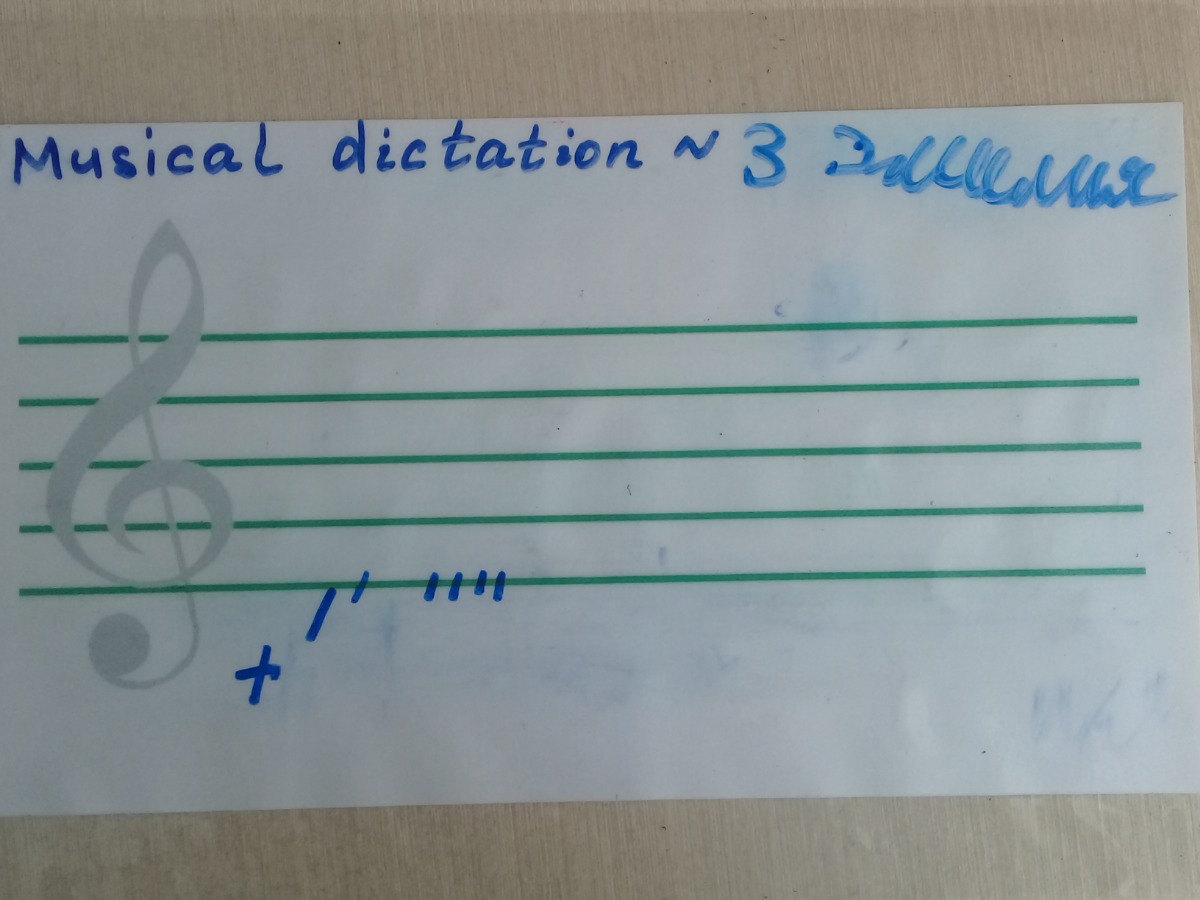 Musical dictation ~ 3